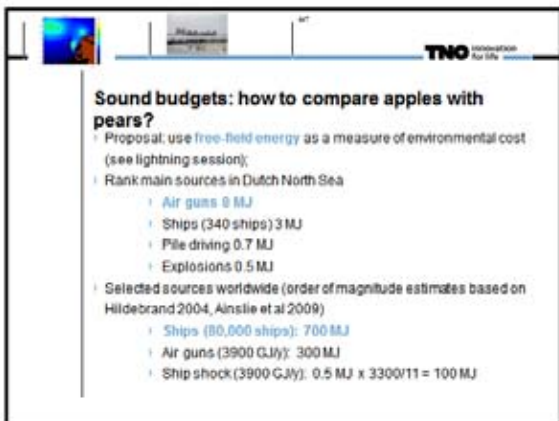 TNO innovation
for life
Sound budgets: how to compare apples with
pears?
Proposal: use free-field energy as a measure of environmental cost
(see lightning session);
Rank main sources in Dutch North Sea
Air guns 8 MJ
Ships (340 ships) 3 MJ
Pile driving 0.7 MJ
Explosions 0.5 MJ
Selected sources worldwide (order of magnitude estimates based on
Hildebrand 2004, Ainslie et al 2009)
Ships (80,000 ships): 700 MJ
Air guns (3900 GJ/y): 300 MJ
Ship shock (3900 GJ/y): 0.5 MJ x 3300/11 = 100 MJ